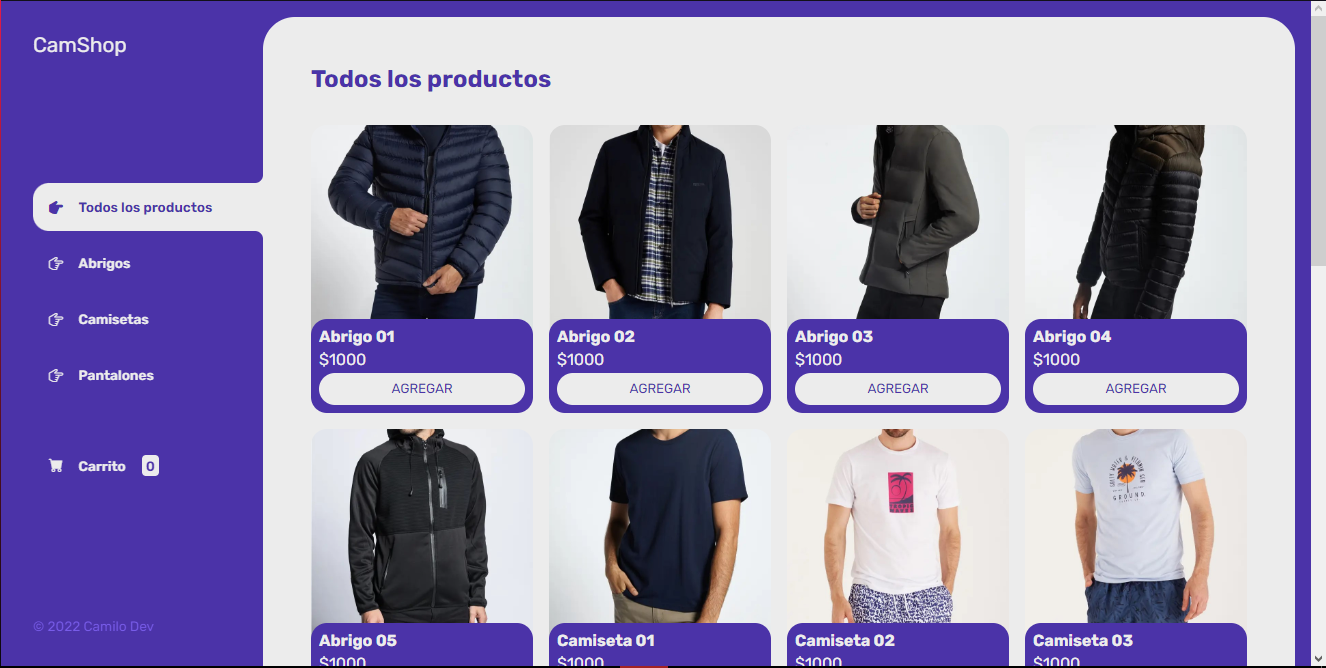 CamShop
Todos los productos
Abrigos
Camisetas
Pantalones
Carrito 0
© 2022 Camilo Dev
Todos los productos
Abrigo 01
$1000
AGREGAR
Abrigo 02
$1000
AGREGAR
Abrigo 03
$1000
AGREGAR
Abrigo 04
$1000
AGREGAR
GROUND
Abrigo 05
$1000
Camiseta 01
$1000
Camiseta 02
$1000
Camiseta 03
$1000